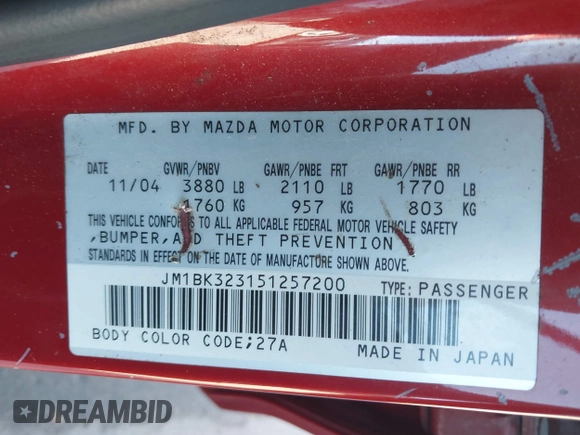 MFD. BY MAZDA MOTOR CORPORATION
DATE GVWR/PNBV GAWR/PNBE FRT GAWR/PNBE RR
11/04 3880 LB 2110 LB 1770 LB
1760 KG 957 KG 803 KG
THIS VEHICLE CONFORMS TO ALL APPLICABLE FEDERAL MOTOR VEHICLE SAFETY
,BUMPER,AND THEFT PREVENTION
STANDARDS IN EFFECT ON THE DATE OF MANUFACTURE SHOWN ABOVE.
JM1BK323151257200 TYPE: PASSENGER
BODY COLOR CODE;27A MADE IN JAPAN
DREAMBID